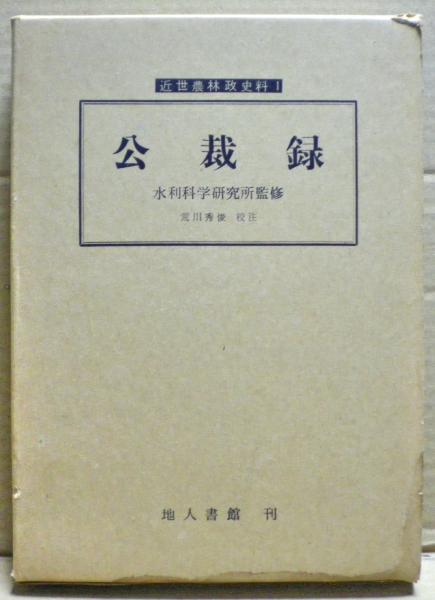 近世農林政史料 I
公裁録
水利科学研究所監修
荒川秀俊 校注
地人書館 刊